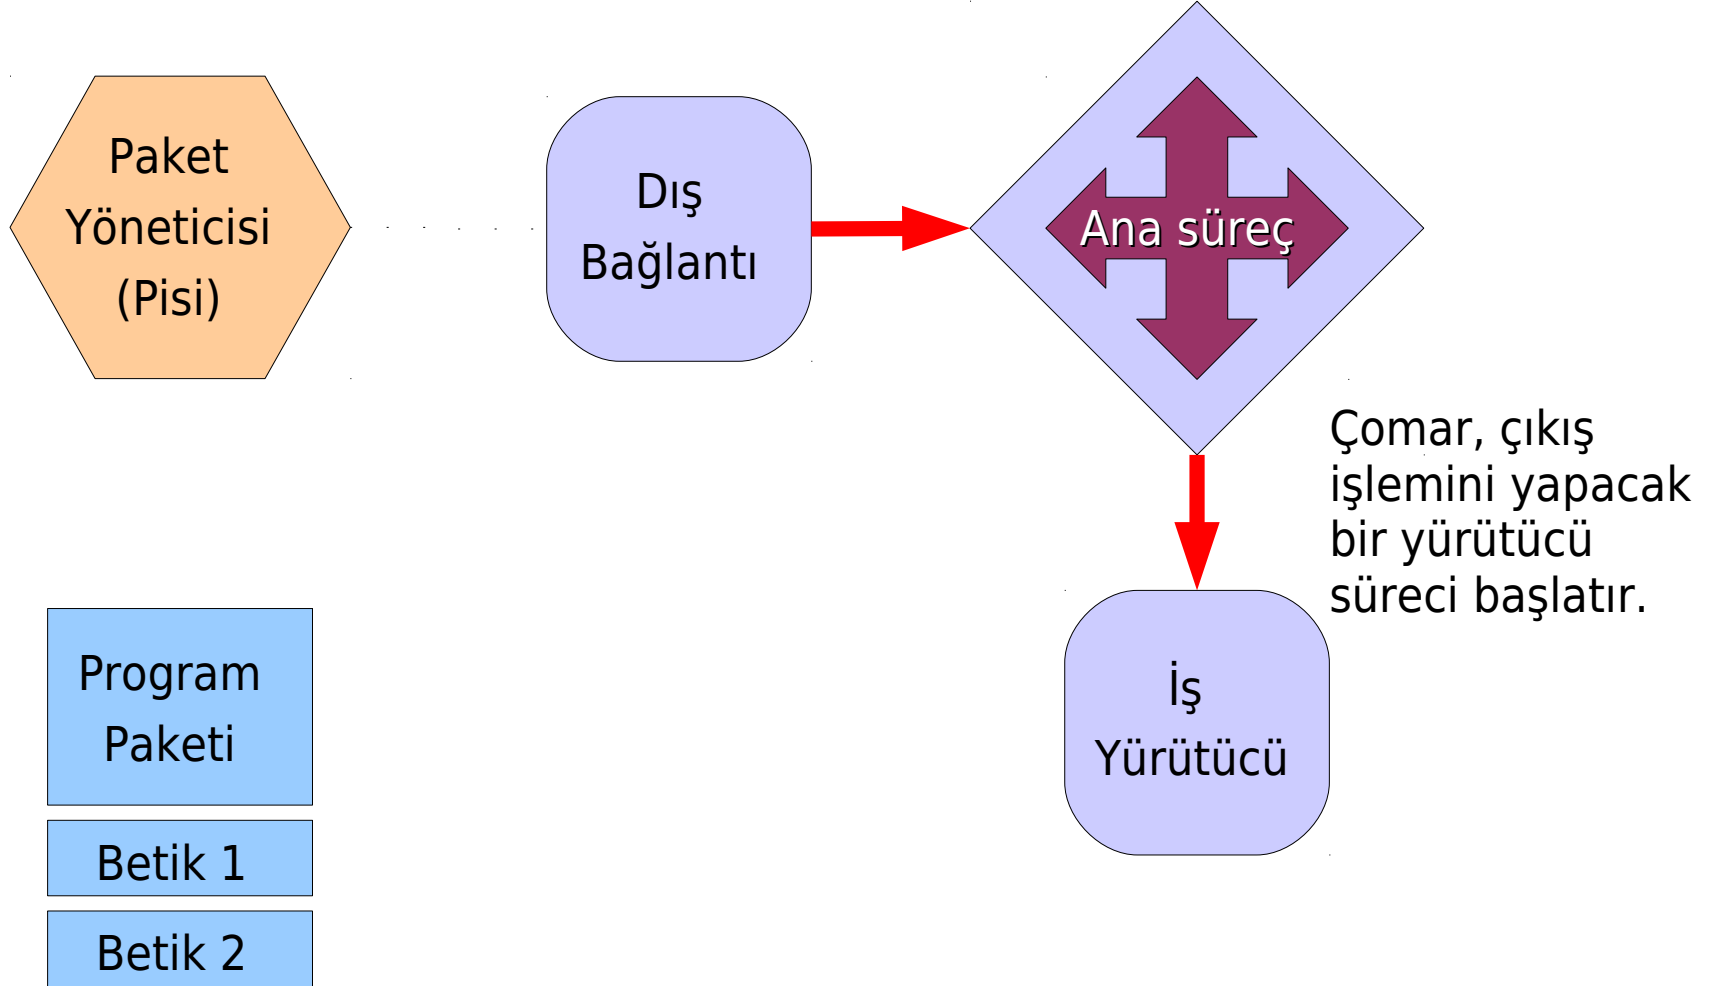 Paket
Yöneticisi
(Pisi)
Dış
Bağlantı
Ana süreç
Çomar, çıkış
işlemini yapacak
bir yürütücü
süreci başlatır.
İş
Yürütücü
Program
Paketi
Betik 1
Betik 2